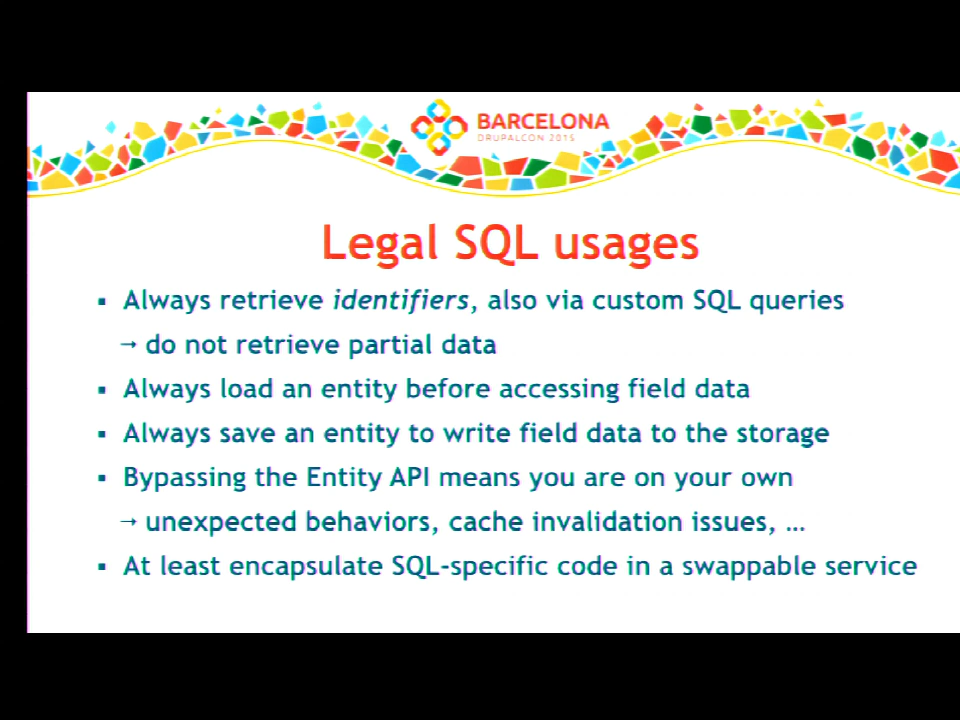 BARCELONA
DRUPALCON 2015
Legal SQL usages
▪ Always retrieve identifiers, also via custom SQL queries
→ do not retrieve partial data
▪ Always load an entity before accessing field data
▪ Always save an entity to write field data to the storage
▪ Bypassing the Entity API means you are on your own
→ unexpected behaviors, cache invalidation issues, …
▪ At least encapsulate SQL-specific code in a swappable service